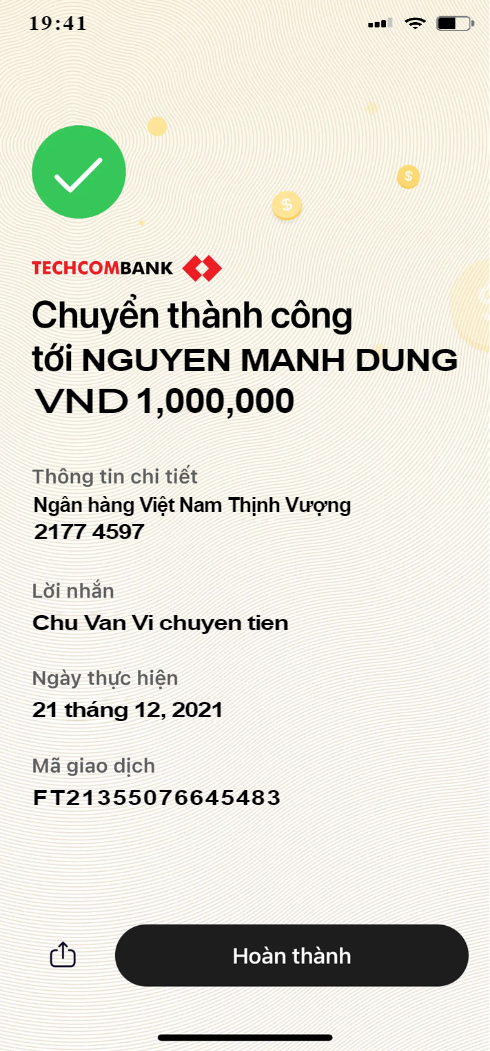 19:41
TECHCOMBANK
Chuyển thành công
tới NGUYEN MANH DUNG
VND 1,000,000
Thông tin chi tiết
Ngân hàng Việt Nam Thịnh Vượng
2177 4597
Lời nhắn
Chu Van Vi chuyen tien
Ngày thực hiện
21 tháng 12, 2021
Mã giao dịch
FT21355076645483
Hoàn thành